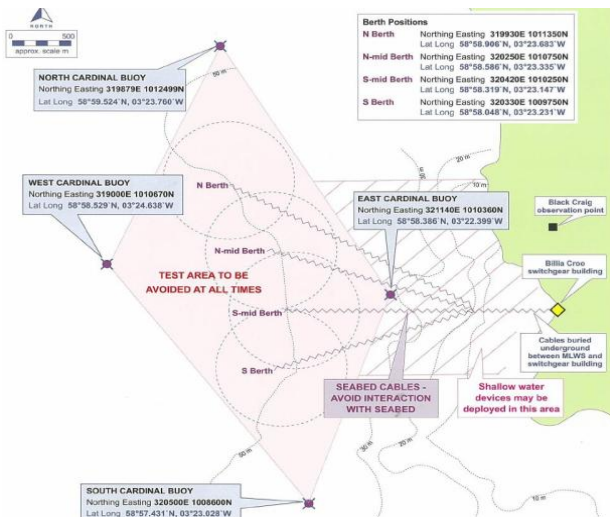 NORTH
0 500
approx. scale m
Berth Positions
N Berth Northing Easting 319930E 1011350N
Lat Long 58°58.906´N, 03°23.683´W
N-mid Berth Northing Easting 320250E 1010750N
Lat Long 58°58.586´N, 03°23.335´W
S-mid Berth Northing Easting 320420E 1010250N
Lat Long 58°58.319´N, 03°23.147´W
S Berth Northing Easting 320330E 1009750N
Lat Long 58°58.048´N, 03°23.231´W
NORTH CARDINAL BUOY
Northing Easting 319879E 1012499N
Lat Long 58°59.524´N, 03°23.760´W
50 m
20 m
50 m
10 m
WEST CARDINAL BUOY
Northing Easting 319000E 1010670N
Lat Long 58°58.529´N, 03°24.638´W
N Berth
EAST CARDINAL BUOY
Northing Easting 321140E 1010360N
Lat Long 58°58.386´N, 03°22.399´W
Black Craig
observation point
N-mid Berth
TEST AREA TO BE
AVOIDED AT ALL TIMES
Billia Croo
switchgear building
S-mid Berth
Cables buried
underground
between MLWS and
switchgear building
S Berth
SEABED CABLES -
AVOID INTERACTION
WITH SEABED
Shallow water
devices may be
deployed in this area
50 m
30 m
20 m
10 m
SOUTH CARDINAL BUOY
Northing Easting 320500E 1008600N
Lat Long 58°57.431´N, 03°23.028´W